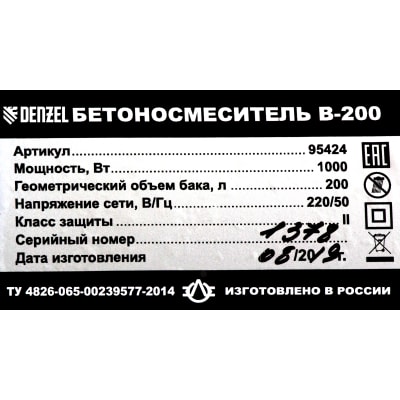 DENZEL БЕТОНОСМЕСИТЕЛЬ B-200
Артикул 95424
Мощность, Вт 1000
Геометрический объем бака, л 200
Напряжение сети, В/Гц 220/50
Класс защиты II
Серийный номер 1378
Дата изготовления 08/2019г.
EAC
ТУ 4826-065-00239577-2014 ИЗГОТОВЛЕНО В РОССИИ